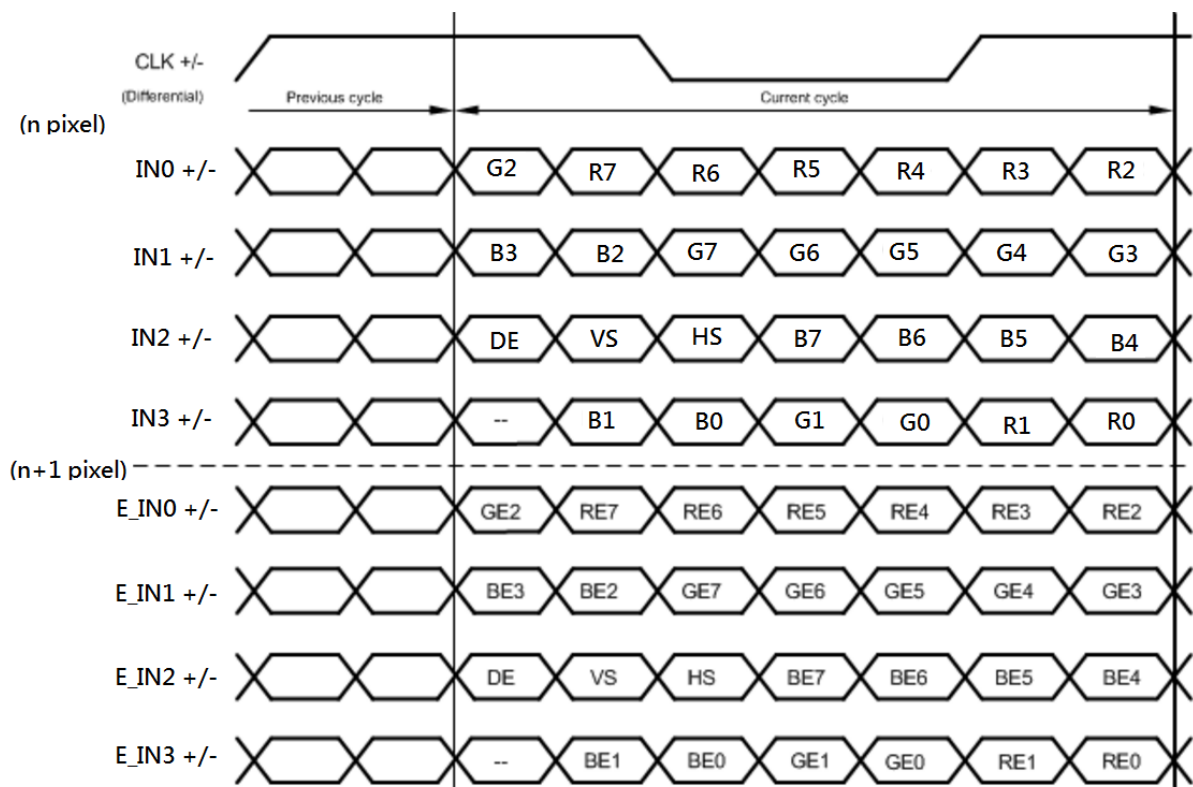 CLK +/-
(Differential)
Previous cycle Current cycle
(n pixel)
IN0 +/- G2 R7 R6 R5 R4 R3 R2
IN1 +/- B3 B2 G7 G6 G5 G4 G3
IN2 +/- DE VS HS B7 B6 B5 B4
IN3 +/- -- B1 B0 G1 G0 R1 R0
(n+1 pixel)
E_IN0 +/- GE2 RE7 RE6 RE5 RE4 RE3 RE2
E_IN1 +/- BE3 BE2 GE7 GE6 GE5 GE4 GE3
E_IN2 +/- DE VS HS BE7 BE6 BE5 BE4
E_IN3 +/- -- BE1 BE0 GE1 GE0 RE1 RE0